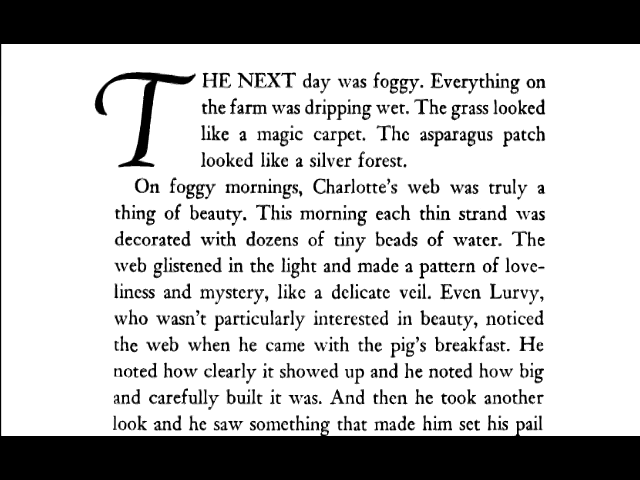 THE NEXT day was foggy. Everything on
the farm was dripping wet. The grass looked
like a magic carpet. The asparagus patch
looked like a silver forest.
On foggy mornings, Charlotte's web was truly a
thing of beauty. This morning each thin strand was
decorated with dozens of tiny beads of water. The
web glistened in the light and made a pattern of love-
liness and mystery, like a delicate veil. Even Lurvy,
who wasn't particularly interested in beauty, noticed
the web when he came with the pig's breakfast. He
noted how clearly it showed up and he noted how big
and carefully built it was. And then he took another
look and he saw something that made him set his pail